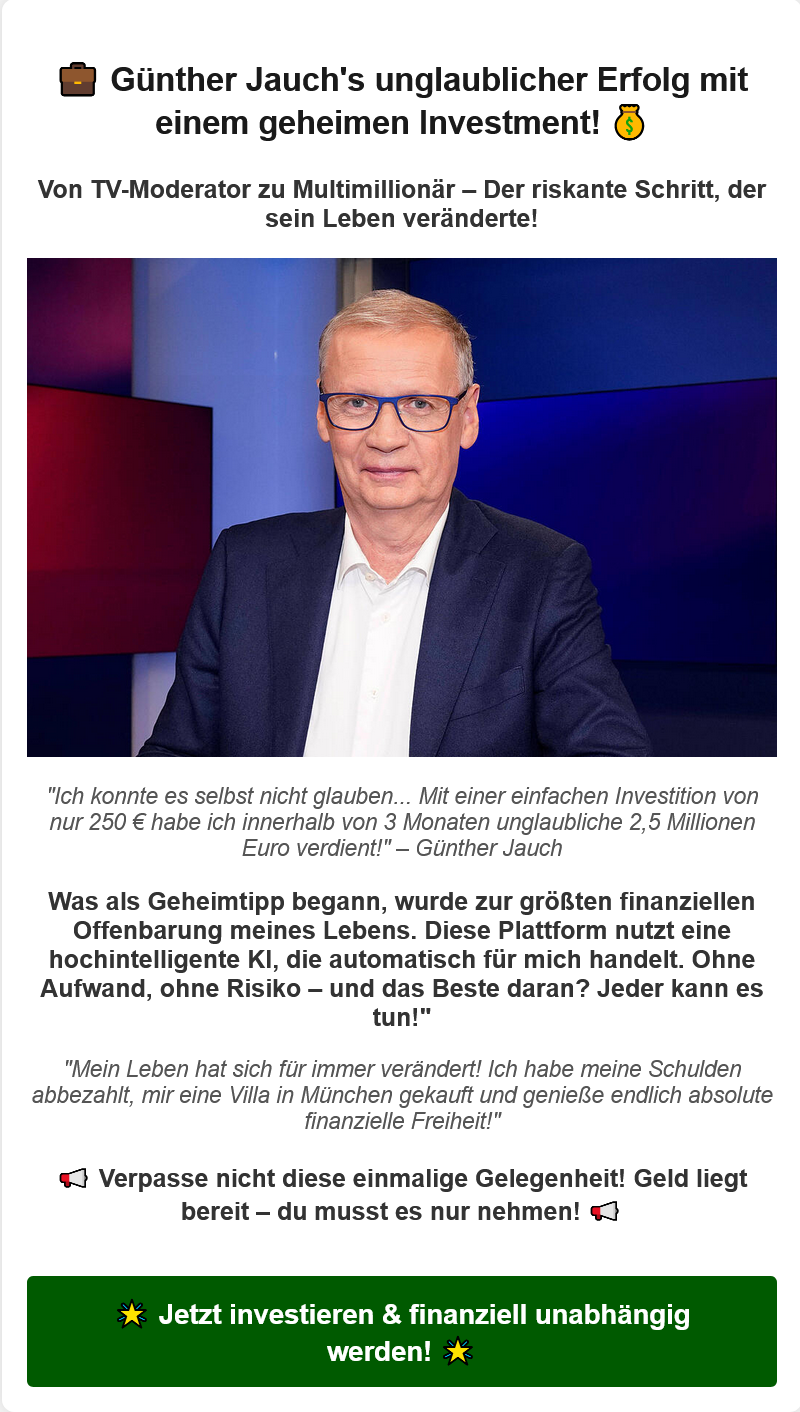 💼 Günther Jauch's unglaublicher Erfolg mit
einem geheimen Investment! 💰
Von TV-Moderator zu Multimillionär – Der riskante Schritt, der
sein Leben veränderte!
"Ich konnte es selbst nicht glauben... Mit einer einfachen Investition von
nur 250 € habe ich innerhalb von 3 Monaten unglaubliche 2,5 Millionen
Euro verdient!" – Günther Jauch
Was als Geheimtipp begann, wurde zur größten finanziellen
Offenbarung meines Lebens. Diese Plattform nutzt eine
hochintelligente KI, die automatisch für mich handelt. Ohne
Aufwand, ohne Risiko – und das Beste daran? Jeder kann es
tun!"
"Mein Leben hat sich für immer verändert! Ich habe meine Schulden
abbezahlt, mir eine Villa in München gekauft und genieße endlich absolute
finanzielle Freiheit!"
📢 Verpasse nicht diese einmalige Gelegenheit! Geld liegt
bereit – du musst es nur nehmen! 📢
🌟 Jetzt investieren & finanziell unabhängig
werden! 🌟